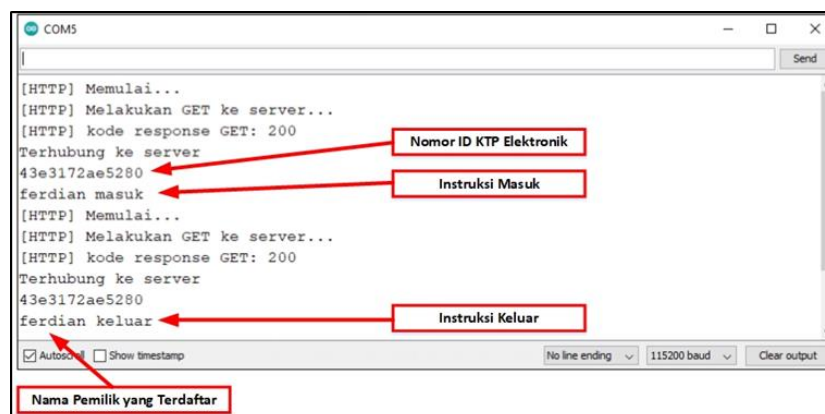 COM5
Send
[HTTP] Memulai...
[HTTP] Melakukan GET ke server...
[HTTP] kode response GET: 200
Terhubung ke server
43e3172ae5280
ferdian masuk
[HTTP] Memulai...
[HTTP] Melakukan GET ke server...
[HTTP] kode response GET: 200
Terhubung ke server
43e3172ae5280
ferdian keluar
Nomor ID KTP Elektronik
Instruksi Masuk
Instruksi Keluar
Autoscroll Show timestamp No line ending 115200 baud Clear output
Nama Pemilik yang Terdaftar